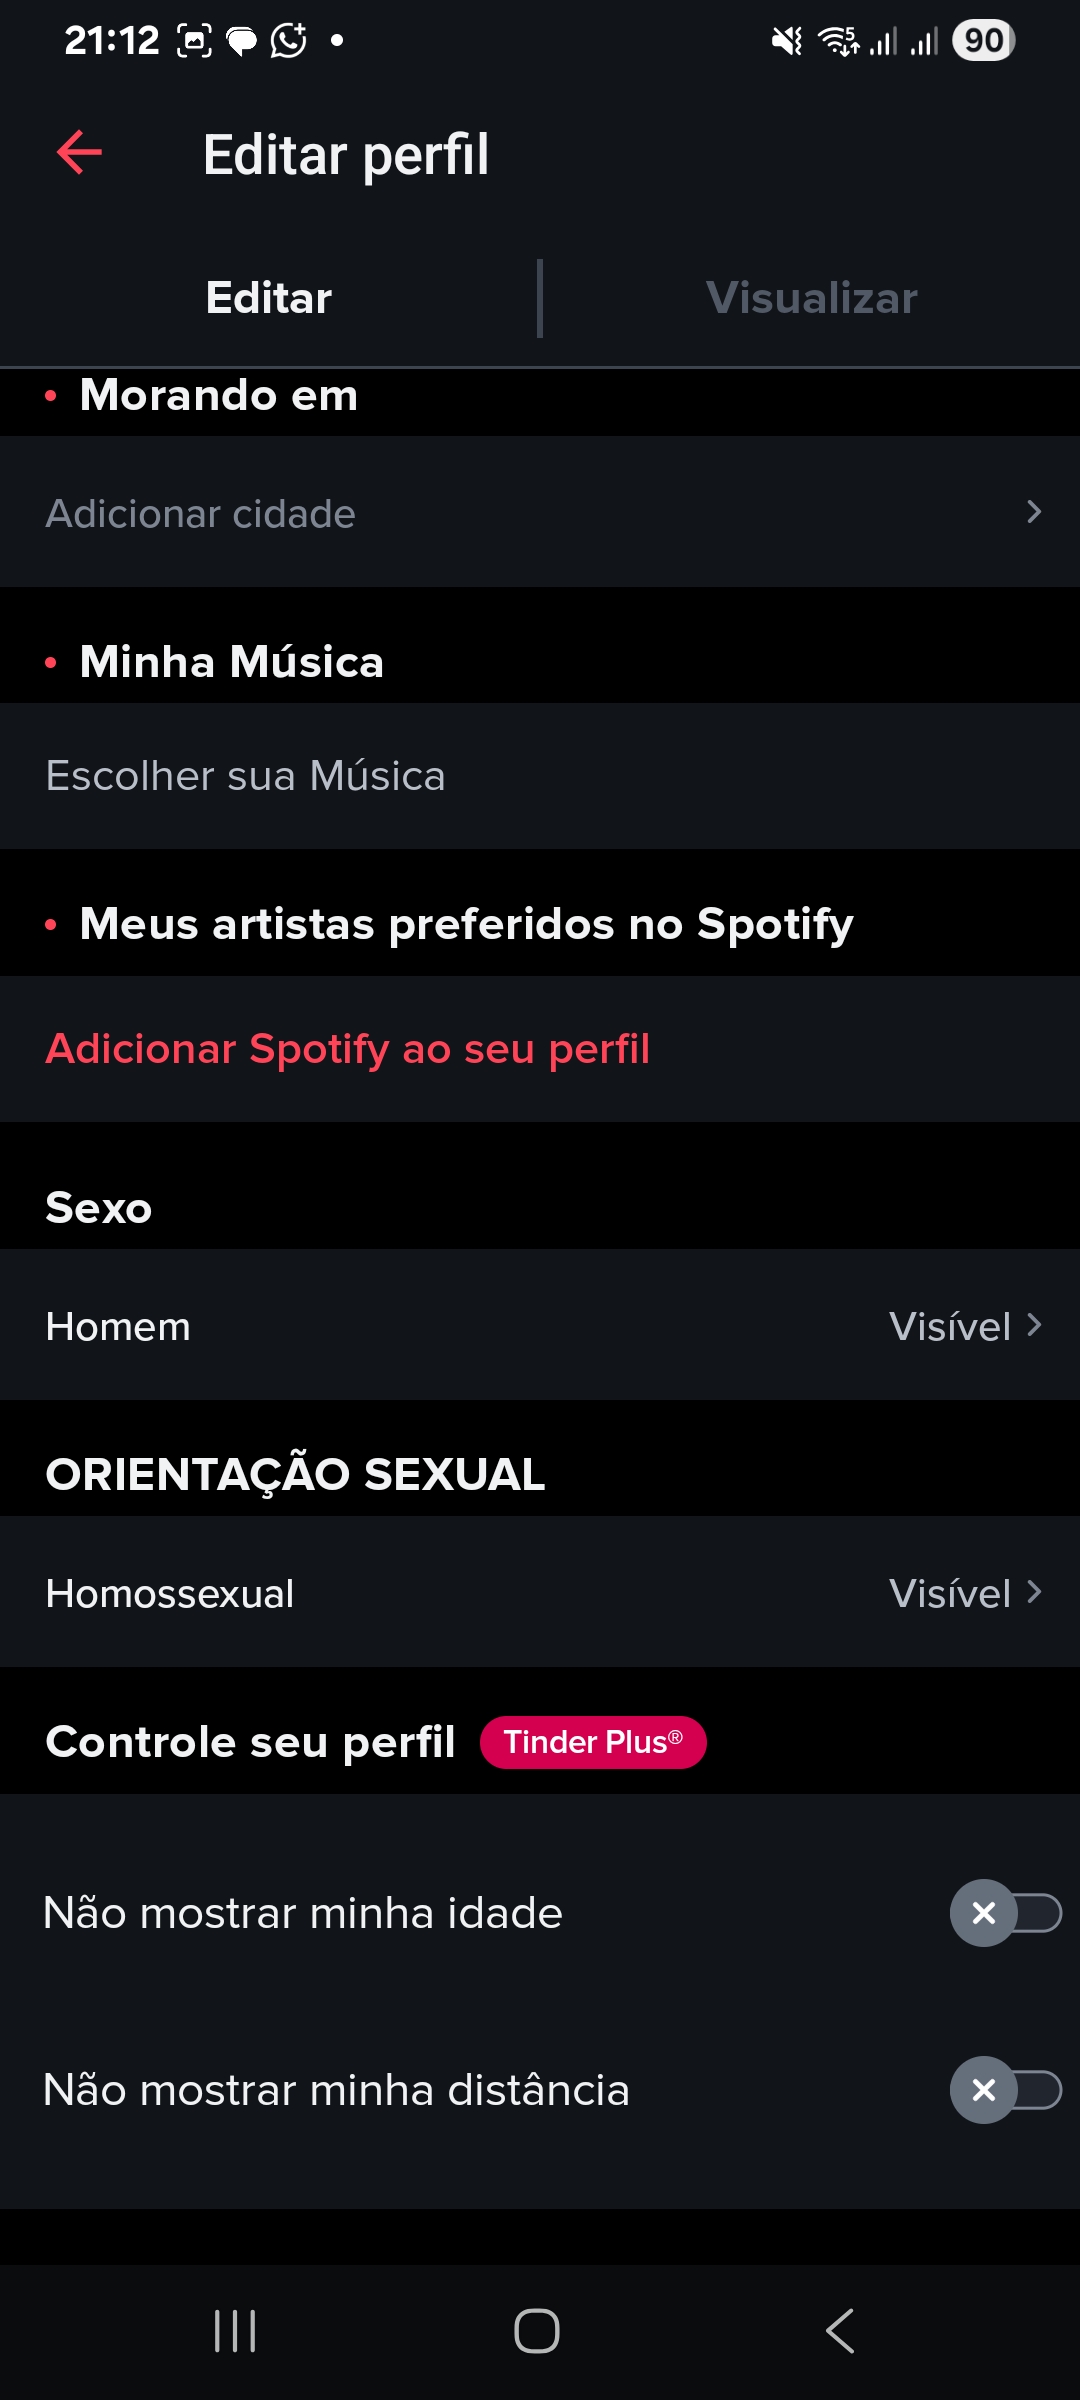 21:12
5
90
Editar perfil
Editar
Visualizar
Morando em
Adicionar cidade
Minha Música
Escolher sua Música
Meus artistas preferidos no Spotify
Adicionar Spotify ao seu perfil
Sexo
Homem
Visível
ORIENTAÇÃO SEXUAL
Homossexual
Visível
Controle seu perfil
Tinder Plus®
Não mostrar minha idade
Não mostrar minha distância